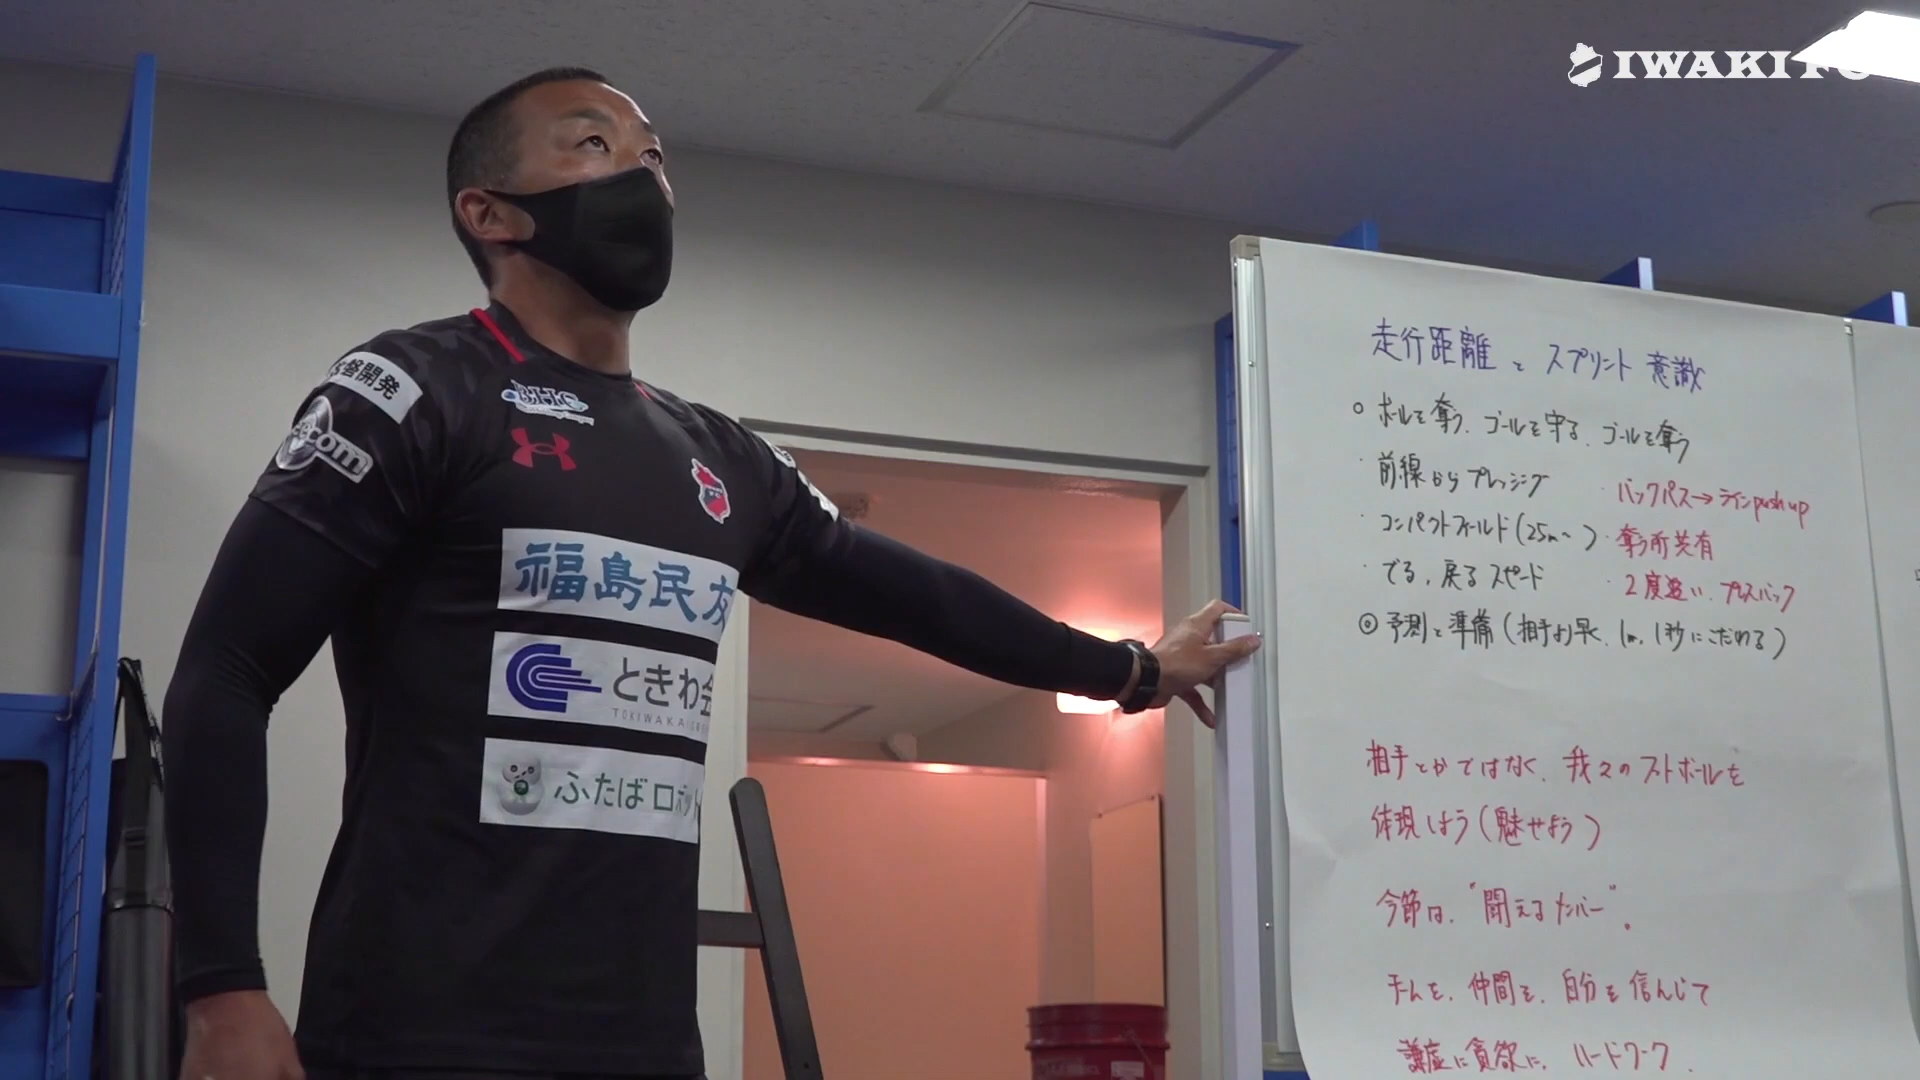 IWAKI FC
磐開発
com
BHC
福島民友
ときわ会
TOKIWAKAI GR
ふたばロボット
走行距離 と スプリント 意識
○ ボールを奪う、ゴールを守る、ゴールを奪う
・前線からプレッシング ・バックパス→ライン push up
・コンパクトフィールド(25m〜) ・奪う所共有
・でる、戻る スピード ・2度追い、プレスバック
◎ 予測と準備(相手より早く、1m、1秒にこだわる)
相手とかではなく、我々のフットボールを
体現しよう(魅せよう)
今節は、"闘えるメンバー"。
チームを、仲間を、自分を信じて
謙虚に貪欲に、ハードワーク。